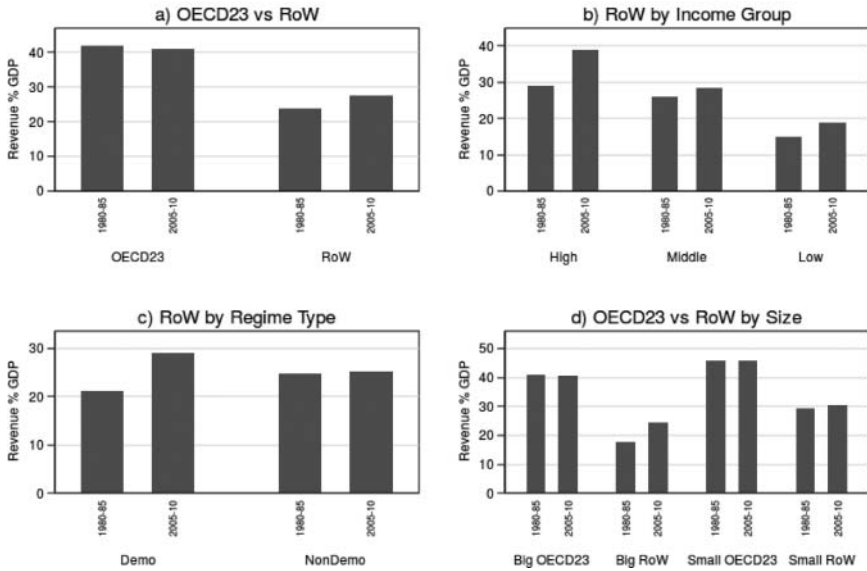 a) OECD23 vs RoW
Revenue % GDP
40
30
20
10
0
1980-85
2005-10
1980-85
2005-10
OECD23
RoW
b) RoW by Income Group
Revenue % GDP
40
30
20
10
0
1980-85
2005-10
1980-85
2005-10
1980-85
2005-10
High
Middle
Low
c) RoW by Regime Type
Revenue % GDP
30
20
10
0
1980-85
2005-10
1980-85
2005-10
Demo
NonDemo
d) OECD23 vs RoW by Size
Revenue % GDP
50
40
30
20
10
0
1980-85
2005-10
1980-85
2005-10
1980-85
2005-10
1980-85
2005-10
Big OECD23
Big RoW
Small OECD23
Small RoW